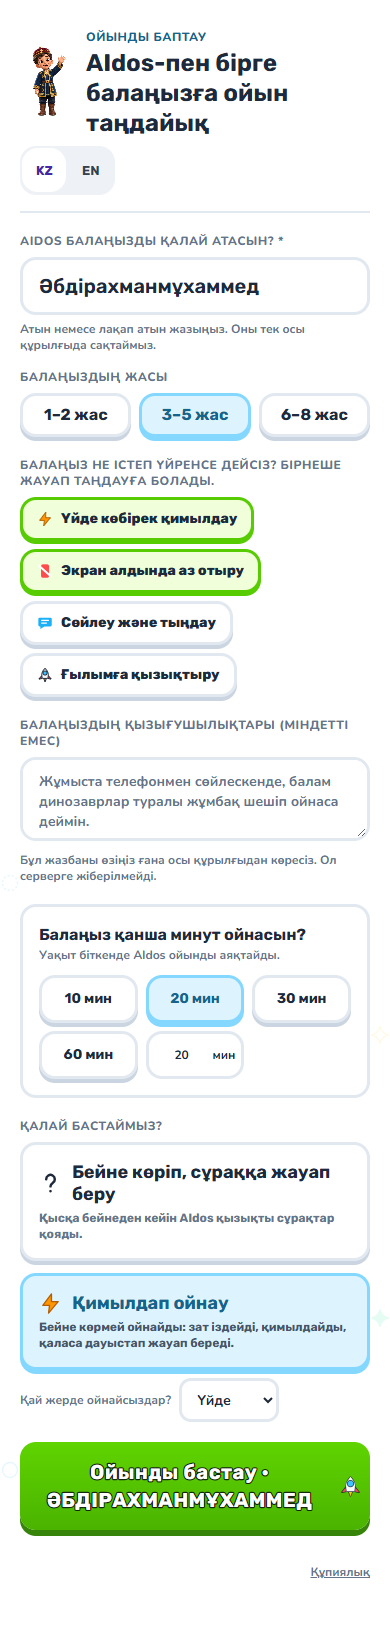 ОЙЫНДЫ БАПТАУ
Aldos-пен бірге
балаңызға ойын
таңдайық
KZ
EN
AIDOS БАЛАҢЫЗДЫ ҚАЛАЙ АТАСЫН? *
Әбдірахманмұхаммед
Атын немесе лақап атын жазыңыз. Оны тек осы
құрылғыда сақтаймыз.
БАЛАҢЫЗДЫҢ ЖАСЫ
1–2 жас
3–5 жас
6–8 жас
БАЛАҢЫЗ НЕ ІСТЕП ҮЙРЕНСЕ ДЕЙСІЗ? БІРНЕШЕ
ЖАУАП ТАҢДАУҒА БОЛАДЫ.
Үйде көбірек қимылдау
Экран алдында аз отыру
Сөйлеу және тыңдау
Ғылымға қызықтыру
БАЛАҢЫЗДЫҢ ҚЫЗЫҒУШЫЛЫҚТАРЫ (МІНДЕТТІ
ЕМЕС)
Жұмыста телефонмен сөйлескенде, балам
динозаврлар туралы жұмбақ шешіп ойнаса
деймін.
Бұл жазбаны өзіңіз ғана осы құрылғыдан көресіз. Ол
серверге жіберілмейді.
Балаңыз қанша минут ойнасын?
Уақыт біткенде Aldos ойынды аяқтайды.
10 мин
20 мин
30 мин
60 мин
20 мин
ҚАЛАЙ БАСТАЙМЫЗ?
Бейне көріп, сұраққа жауап
беру
Қысқа бейнеден кейін Aldos қызықты сұрақтар
қояды.
Қимылдап ойнау
Бейне көрмей ойнайды: зат іздейді, қимылдайды,
қаласа дауыстап жауап береді.
Қай жерде ойнайсыздар?
Үйде
Ойынды бастау •
ӘБДІРАХМАНМҰХАММЕД
Құпиялық